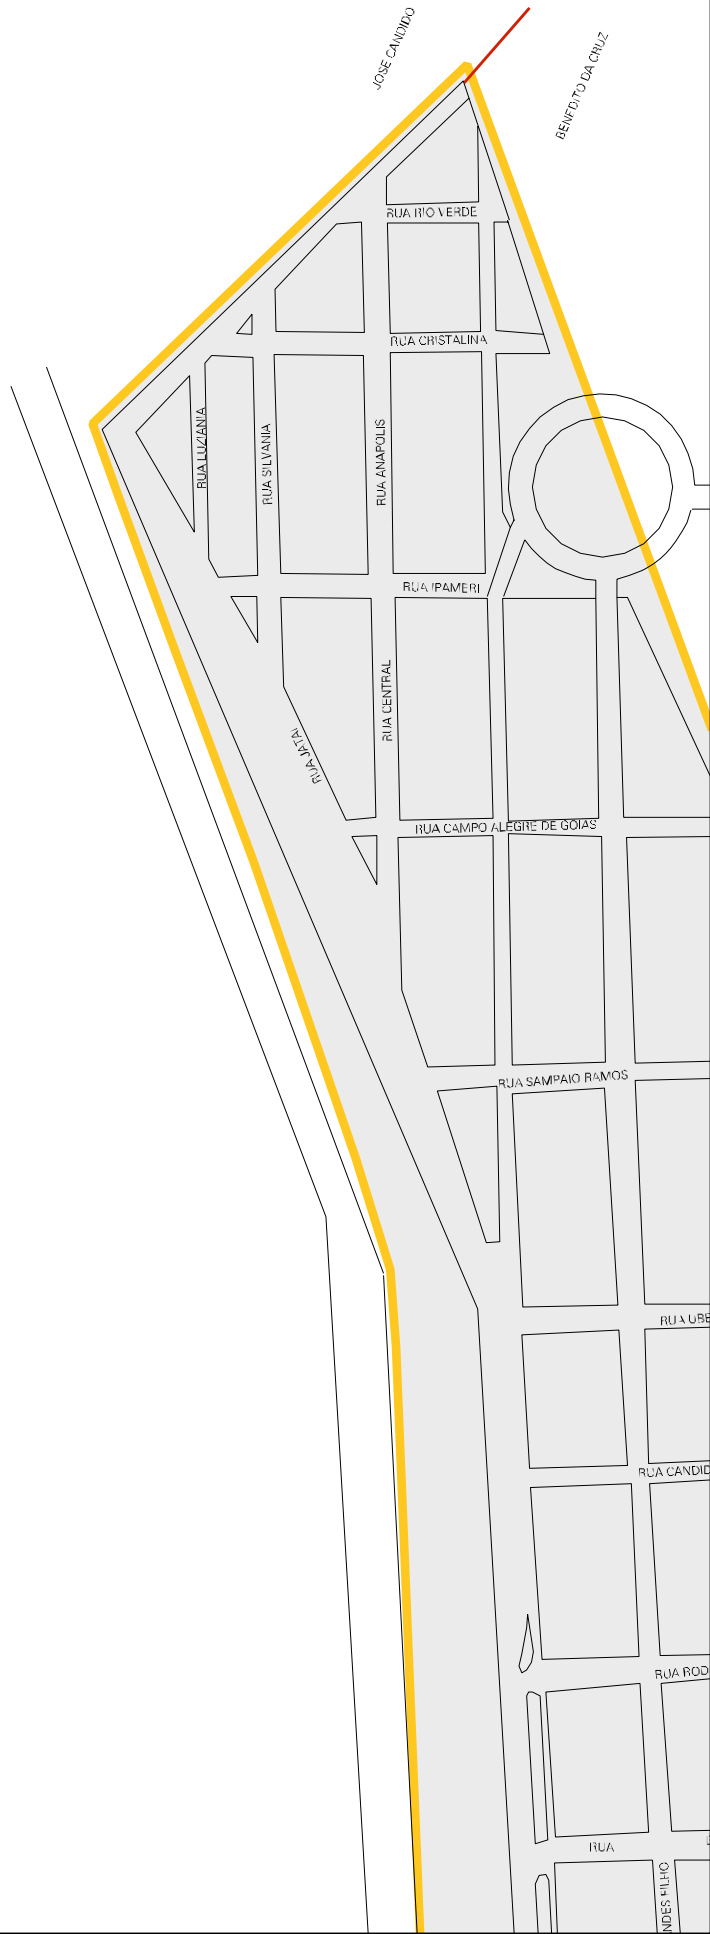 JOSE CANDIDO
BENEDITO DA CRUZ
RUA RIO VERDE
RUA CRISTALINA
RUA LUZIANIA
RUA SILVANIA
RUA ANAPOLIS
RUA IPAMERI
RUA CENTRAL
RUA JATAI
RUA CAMPO ALEGRE DE GOIAS
RUA SAMPAIO RAMOS
RUA UBE
RUA CANDID
RUA ROD
RUA
NDES FILHO